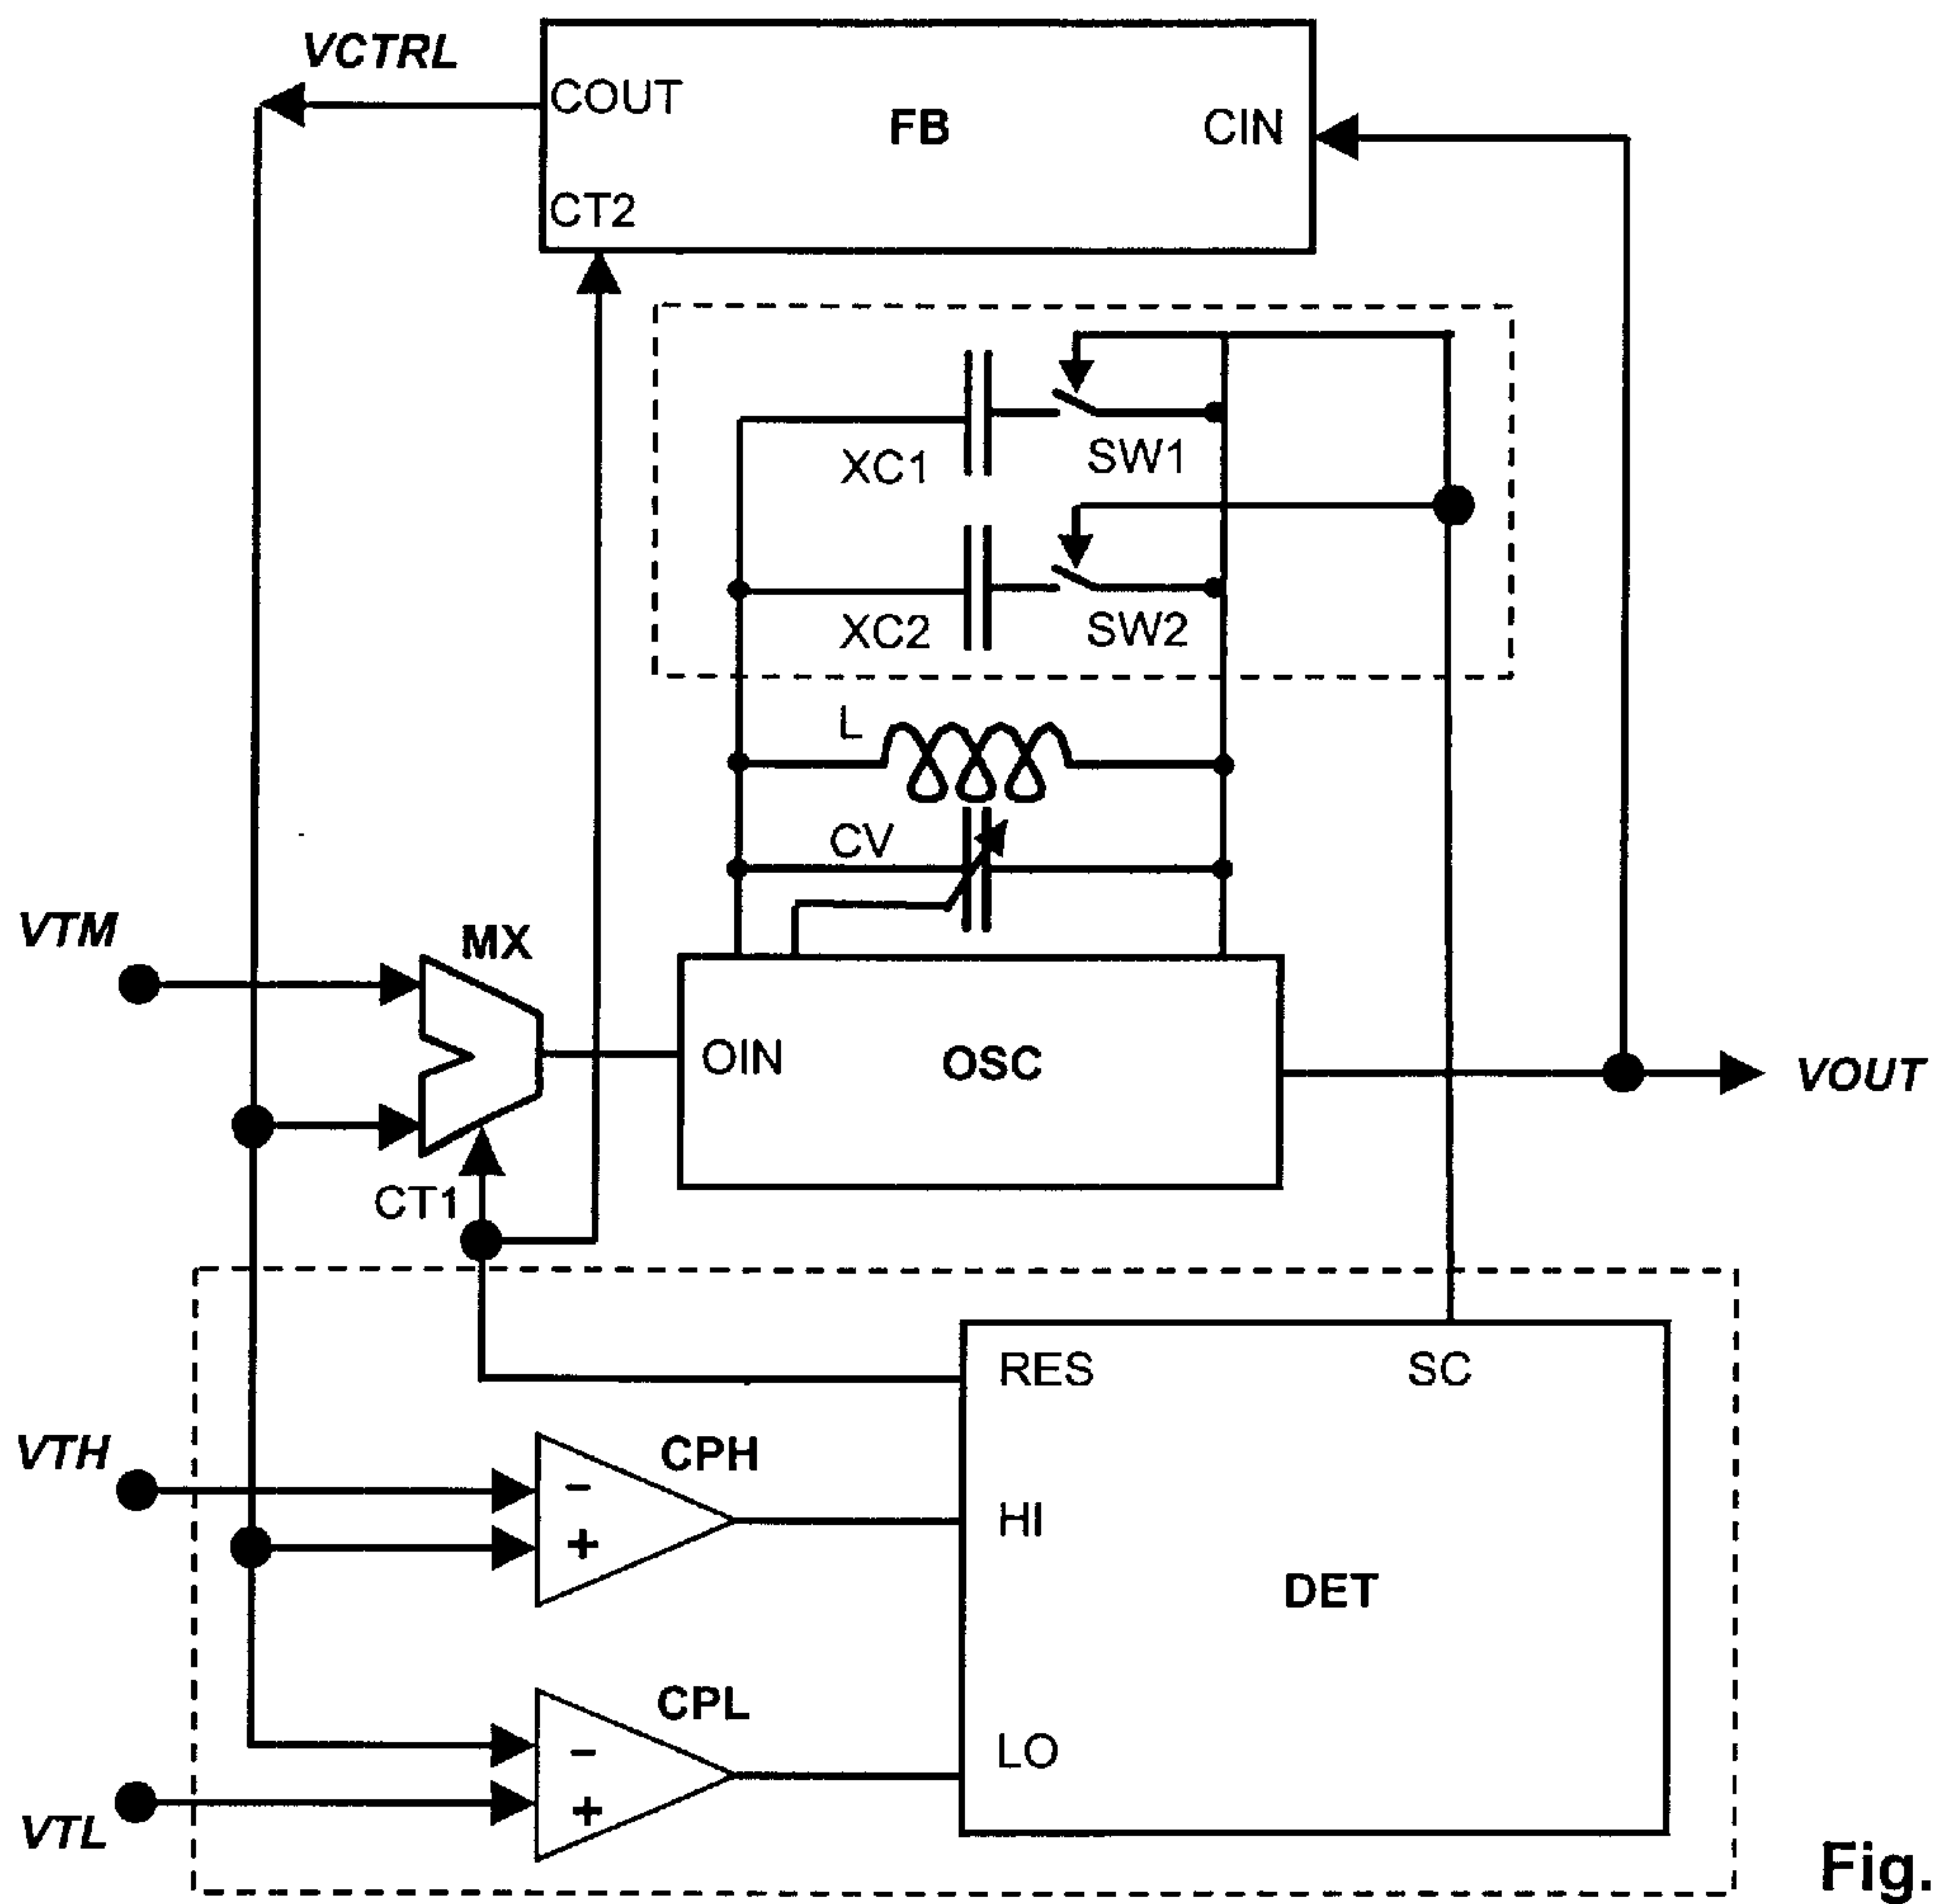 VCTRL
COUT
FB
CIN
CT2
XC1
SW1
XC2
SW2
L
CV
VTM
MX
OIN
OSC
VOUT
CT1
RES
SC
VTH
CPH
−
+
HI
DET
CPL
−
+
LO
VTL
Fig.